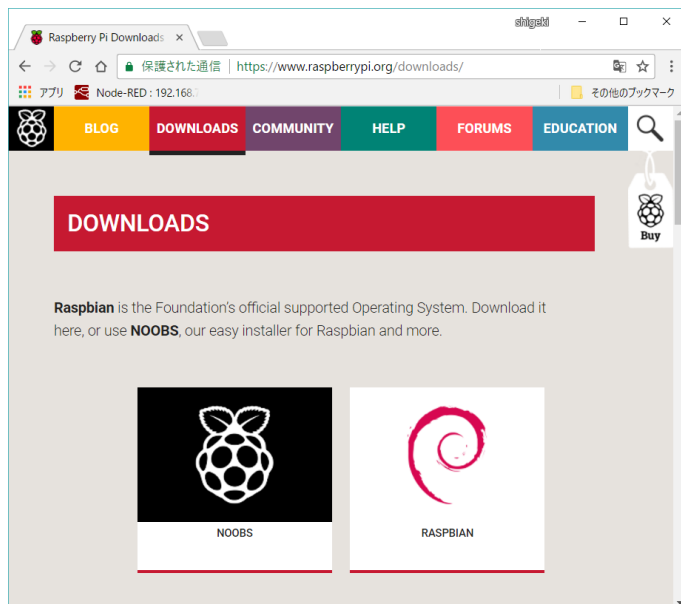 shigeki
Raspberry Pi Downloads
保護された通信 | https://www.raspberrypi.org/downloads/
アプリ Node-RED : 192.168. その他のブックマーク
BLOG DOWNLOADS COMMUNITY HELP FORUMS EDUCATION
Buy
DOWNLOADS
Raspbian is the Foundation's official supported Operating System. Download it
here, or use NOOBS, our easy installer for Raspbian and more.
NOOBS RASPBIAN